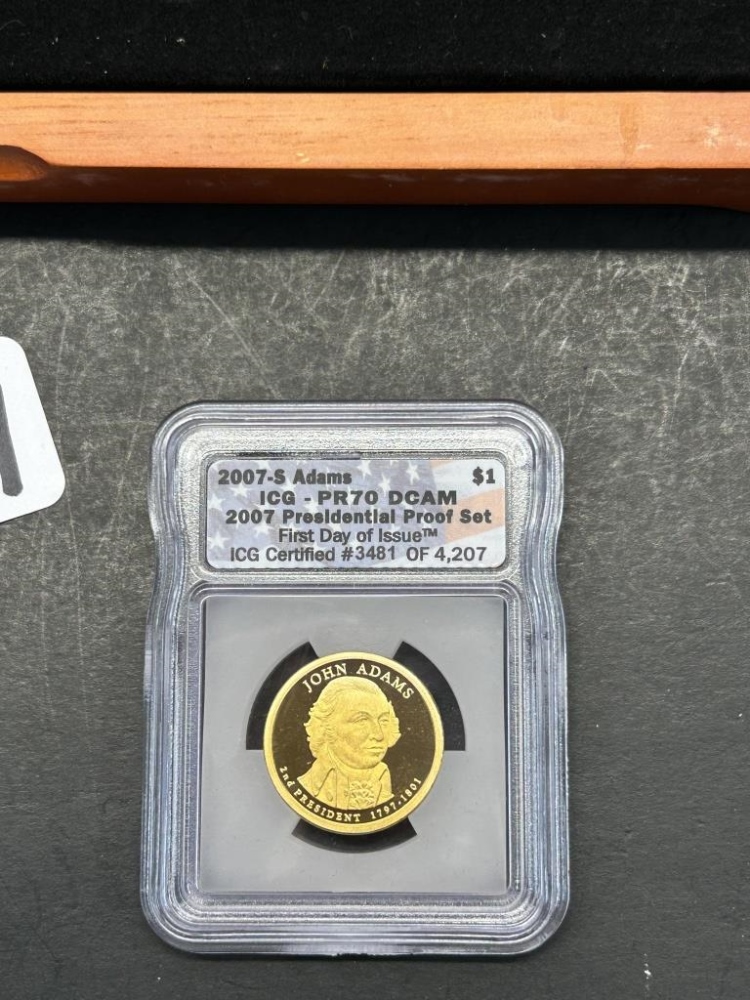 2007-S Adams $1
ICG - PR70 DCAM
2007 Presidential Proof Set
First Day of Issue™
ICG Certified #3481 OF 4,207
JOHN ADAMS
2nd PRESIDENT 1797-1801